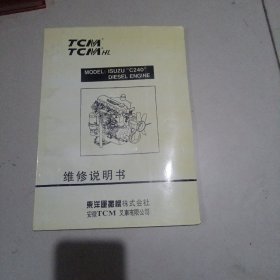 TCM
TCM HL
MODEL: ISUZU "C240"
DIESEL ENGINE
维修说明书
東洋運搬機株式会社
安徽TCM叉車有限公司